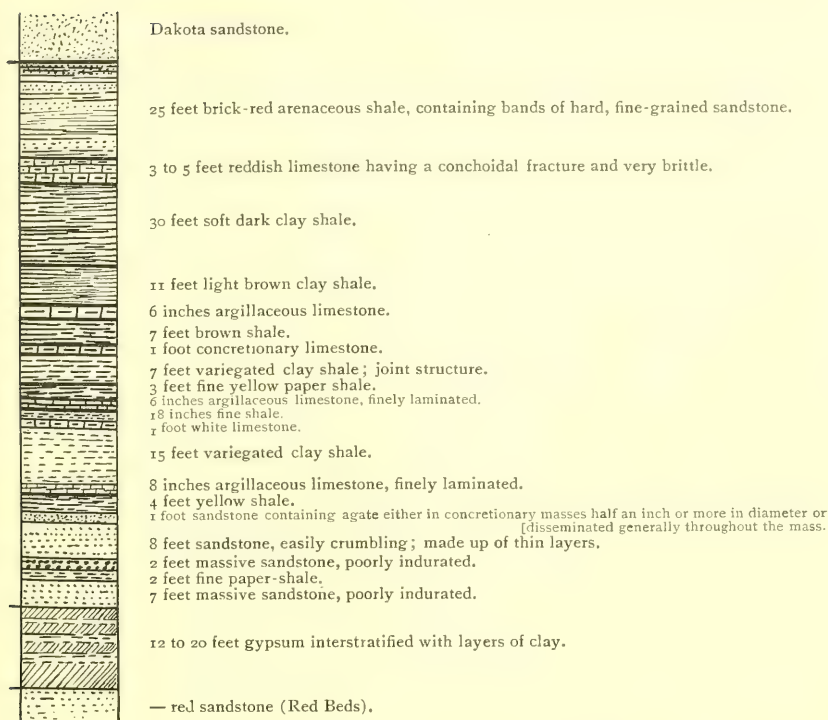 Dakota sandstone.
25 feet brick-red arenaceous shale, containing bands of hard, fine-grained sandstone.
3 to 5 feet reddish limestone having a conchoidal fracture and very brittle.
30 feet soft dark clay shale.
11 feet light brown clay shale.
6 inches argillaceous limestone.
7 feet brown shale.
1 foot concretionary limestone.
7 feet variegated clay shale; joint structure.
3 feet fine yellow paper shale.
6 inches argillaceous limestone, finely laminated.
18 inches fine shale.
1 foot white limestone.
15 feet variegated clay shale.
8 inches argillaceous limestone, finely laminated.
4 feet yellow shale.
1 foot sandstone containing agate either in concretionary masses half an inch or more in diameter or
[disseminated generally throughout the mass.
8 feet sandstone, easily crumbling; made up of thin layers.
2 feet massive sandstone, poorly indurated.
2 feet fine paper-shale.
7 feet massive sandstone, poorly indurated.
12 to 20 feet gypsum interstratified with layers of clay.
— red sandstone (Red Beds).